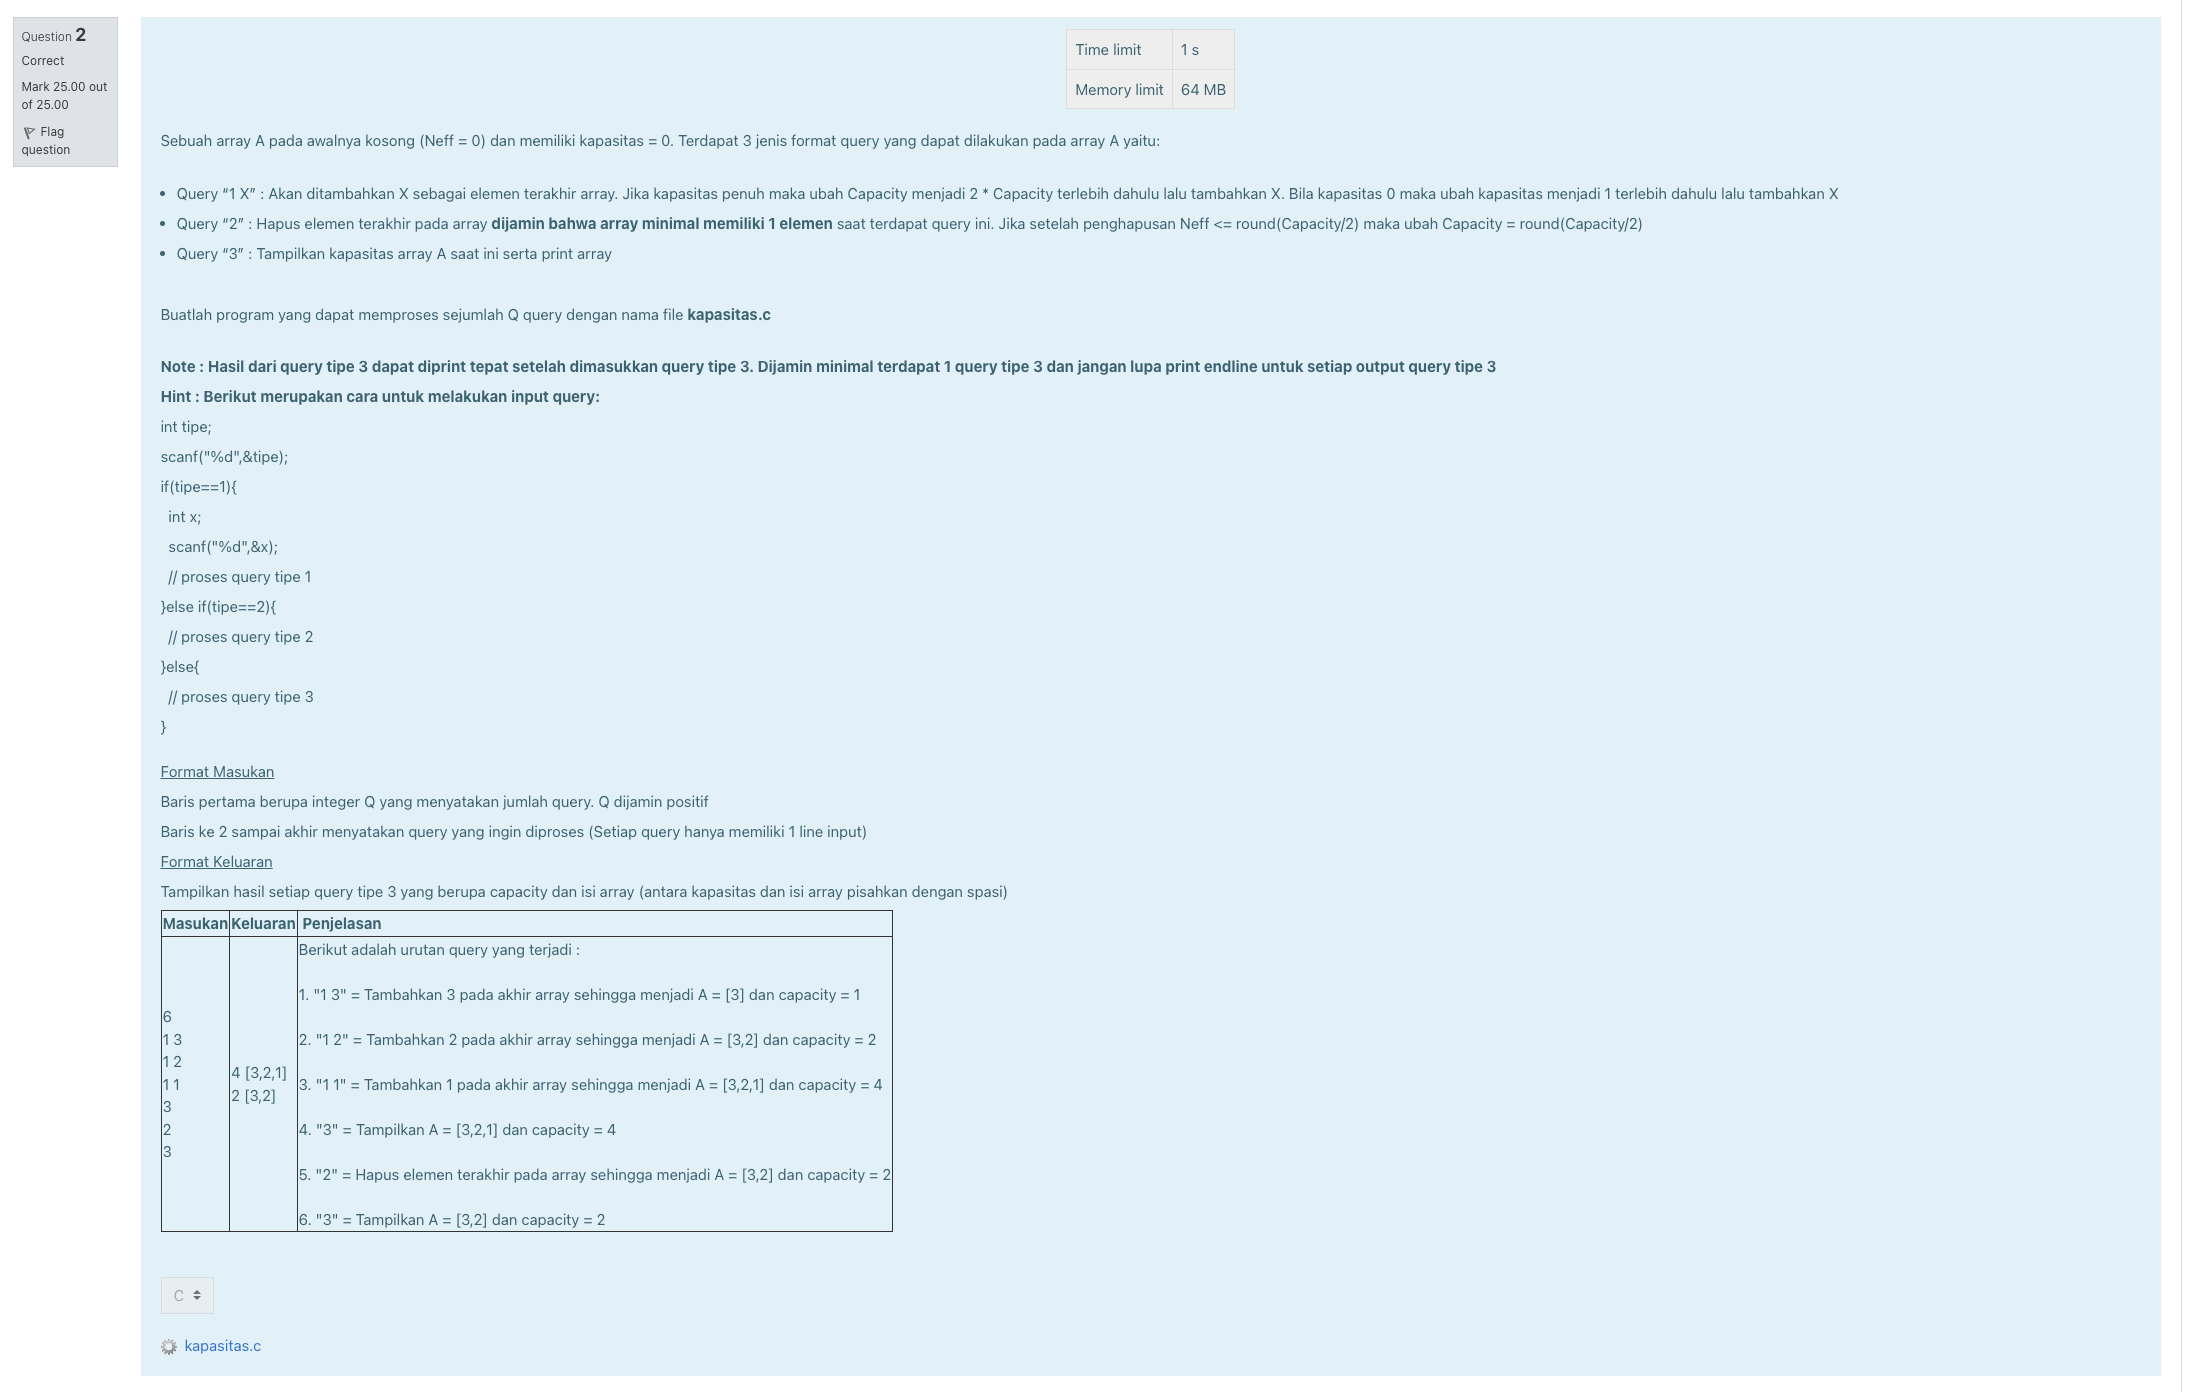 Question 2
Correct
Mark 25.00 out
of 25.00
Flag
question
Time limit 1 s
Memory limit 64 MB
Sebuah array A pada awalnya kosong (Neff = 0) dan memiliki kapasitas = 0. Terdapat 3 jenis format query yang dapat dilakukan pada array A yaitu:
• Query “1 X” : Akan ditambahkan X sebagai elemen terakhir array. Jika kapasitas penuh maka ubah Capacity menjadi 2 * Capacity terlebih dahulu lalu tambahkan X. Bila kapasitas 0 maka ubah kapasitas menjadi 1 terlebih dahulu lalu tambahkan X
• Query “2” : Hapus elemen terakhir pada array dijamin bahwa array minimal memiliki 1 elemen saat terdapat query ini. Jika setelah penghapusan Neff <= round(Capacity/2) maka ubah Capacity = round(Capacity/2)
• Query “3” : Tampilkan kapasitas array A saat ini serta print array
Buatlah program yang dapat memproses sejumlah Q query dengan nama file kapasitas.c
Note : Hasil dari query tipe 3 dapat diprint tepat setelah dimasukkan query tipe 3. Dijamin minimal terdapat 1 query tipe 3 dan jangan lupa print endline untuk setiap output query tipe 3
Hint : Berikut merupakan cara untuk melakukan input query:
int tipe;
scanf("%d",&tipe);
if(tipe==1){
int x;
scanf("%d",&x);
// proses query tipe 1
}else if(tipe==2){
// proses query tipe 2
}else{
// proses query tipe 3
}
Format Masukan
Baris pertama berupa integer Q yang menyatakan jumlah query. Q dijamin positif
Baris ke 2 sampai akhir menyatakan query yang ingin diproses (Setiap query hanya memiliki 1 line input)
Format Keluaran
Tampilkan hasil setiap query tipe 3 yang berupa capacity dan isi array (antara kapasitas dan isi array pisahkan dengan spasi)
Masukan Keluaran Penjelasan
6
1 3
1 2
1 1
3
2
3
4 [3,2,1]
2 [3,2]
Berikut adalah urutan query yang terjadi :
1. "1 3" = Tambahkan 3 pada akhir array sehingga menjadi A = [3] dan capacity = 1
2. "1 2" = Tambahkan 2 pada akhir array sehingga menjadi A = [3,2] dan capacity = 2
3. "1 1" = Tambahkan 1 pada akhir array sehingga menjadi A = [3,2,1] dan capacity = 4
4. "3" = Tampilkan A = [3,2,1] dan capacity = 4
5. "2" = Hapus elemen terakhir pada array sehingga menjadi A = [3,2] dan capacity = 2
6. "3" = Tampilkan A = [3,2] dan capacity = 2
C
kapasitas.c